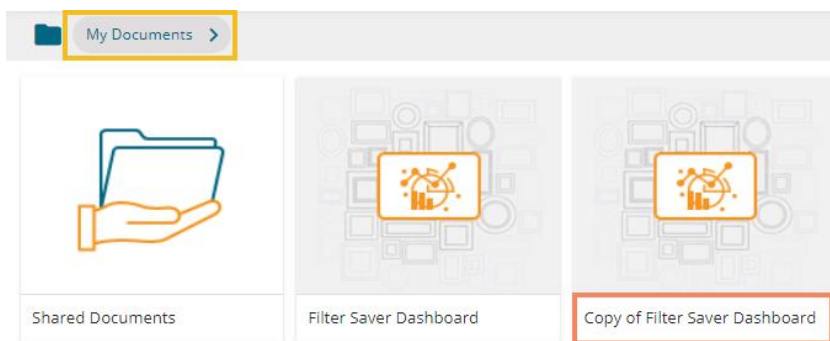 My Documents
Shared Documents
Filter Saver Dashboard
Copy of Filter Saver Dashboard